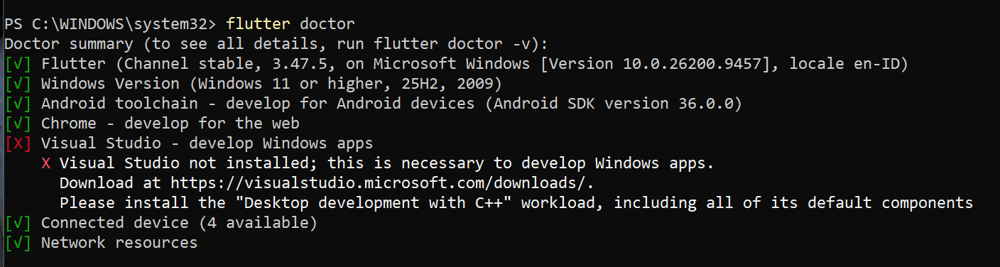 PS C:\WINDOWS\system32> flutter doctor
Doctor summary (to see all details, run flutter doctor -v):
[√] Flutter (Channel stable, 3.47.5, on Microsoft Windows [Version 10.0.26200.9457], locale en-ID)
[√] Windows Version (Windows 11 or higher, 25H2, 2009)
[√] Android toolchain - develop for Android devices (Android SDK version 36.0.0)
[√] Chrome - develop for the web
[X] Visual Studio - develop Windows apps
    X Visual Studio not installed; this is necessary to develop Windows apps.
      Download at https://visualstudio.microsoft.com/downloads/.
      Please install the "Desktop development with C++" workload, including all of its default components
[√] Connected device (4 available)
[√] Network resources